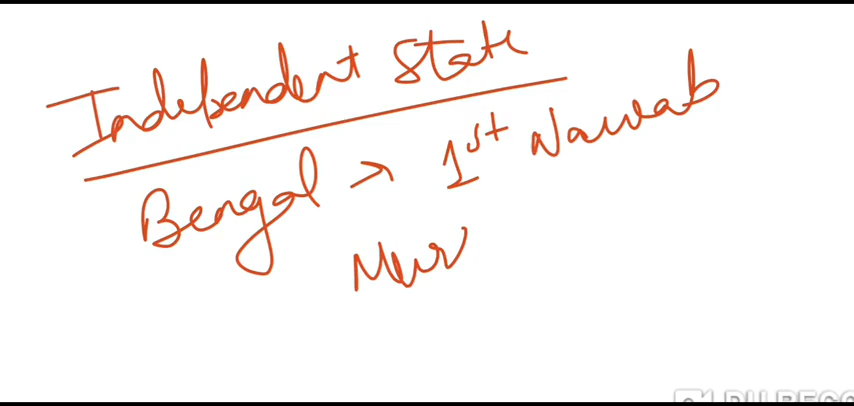 Independent State
Bengal → 1st Nawab
Mur